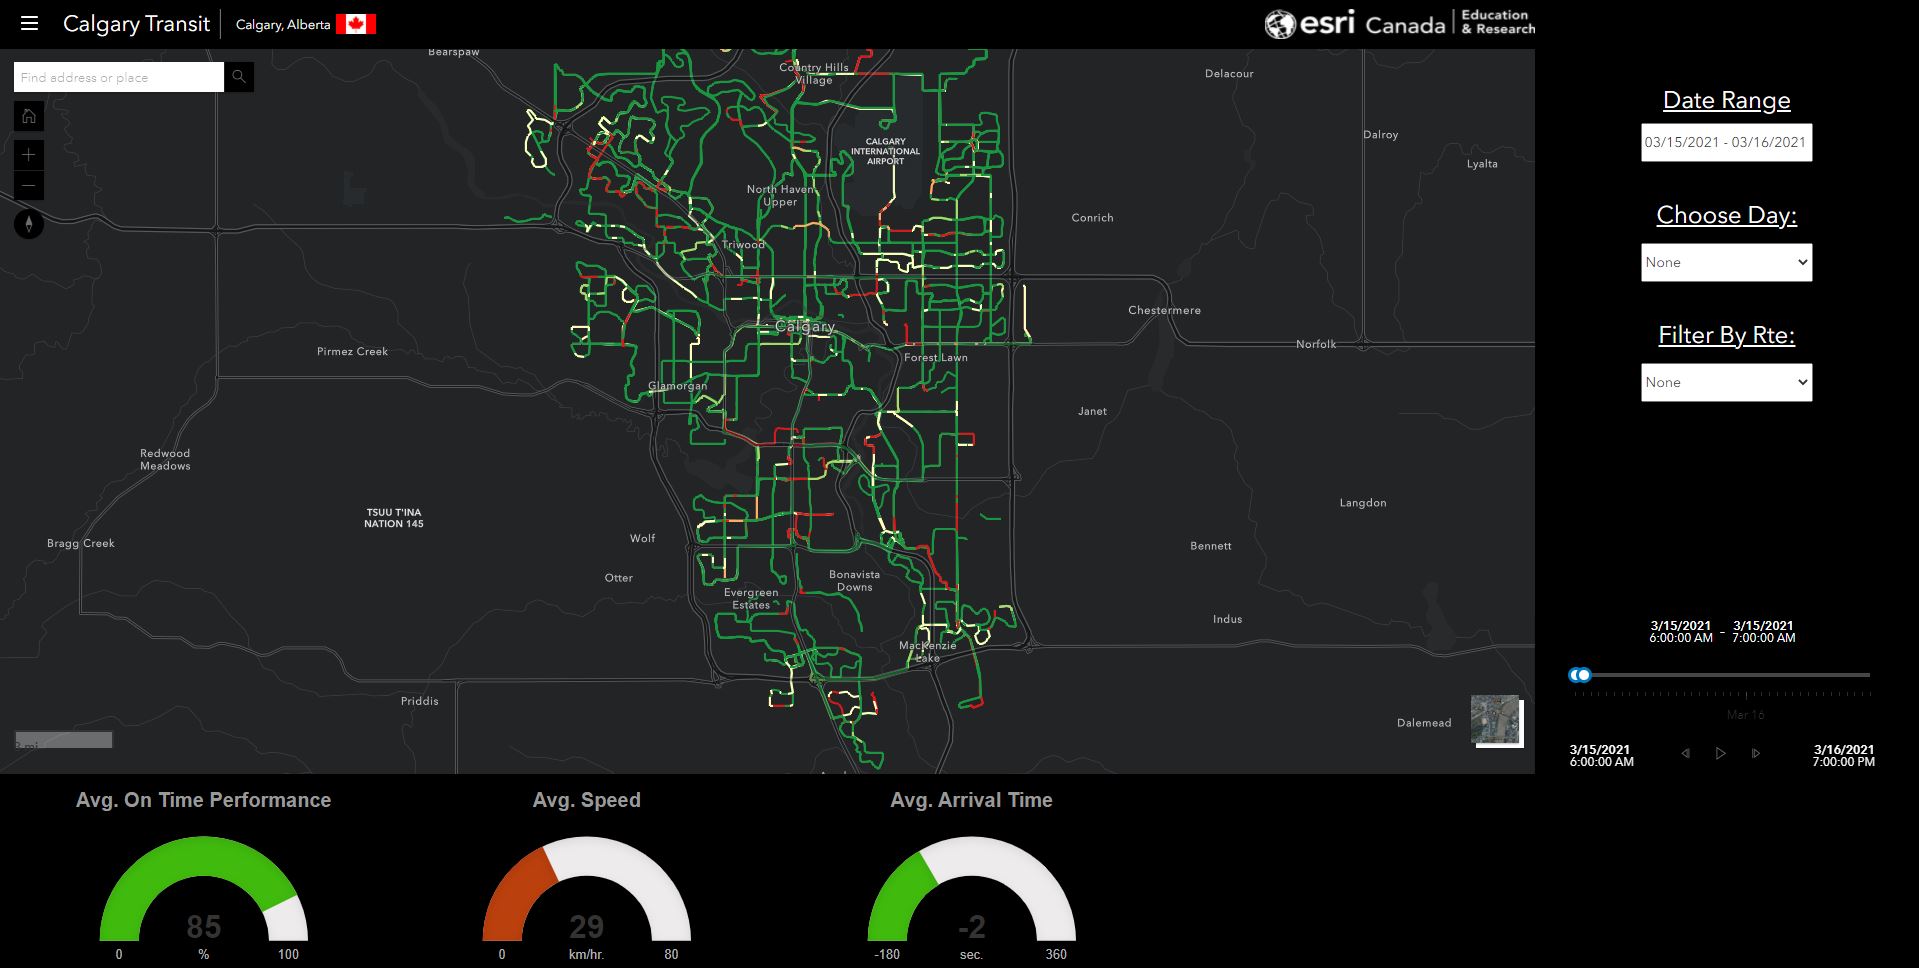 Calgary Transit
Calgary, Alberta
esri Canada
Education
& Research
Find address or place
Bearspaw
Country Hills
Village
Delacour
CALGARY
INTERNATIONAL
AIRPORT
Dalroy
Lyalta
North Haven
Upper
Conrich
Triwood
Chestermere
Calgary
Pirmez Creek
Forest Lawn
Norfolk
Glamorgan
Janet
Redwood
Meadows
TSUU T'INA
NATION 145
Langdon
Bragg Creek
Wolf
Bennett
Otter
Bonavista
Downs
Evergreen
Estates
Indus
MacKenzie
Lake
Priddis
Dalemead
3 mi
Date Range
03/15/2021 - 03/16/2021
Choose Day:
None
Filter By Rte:
None
3/15/2021 - 3/15/2021
6:00:00 AM 7:00:00 AM
Mar 16
3/15/2021 3/16/2021
6:00:00 AM 7:00:00 PM
Avg. On Time Performance
85
0 % 100
Avg. Speed
29
0 km/hr. 80
Avg. Arrival Time
-2
-180 sec. 360